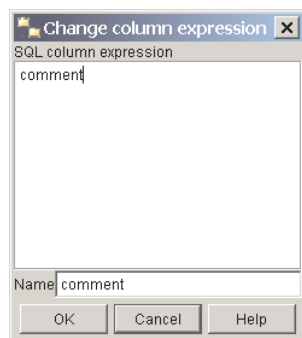 Change column expression
SQL column expression
comment
Name comment
OK Cancel Help